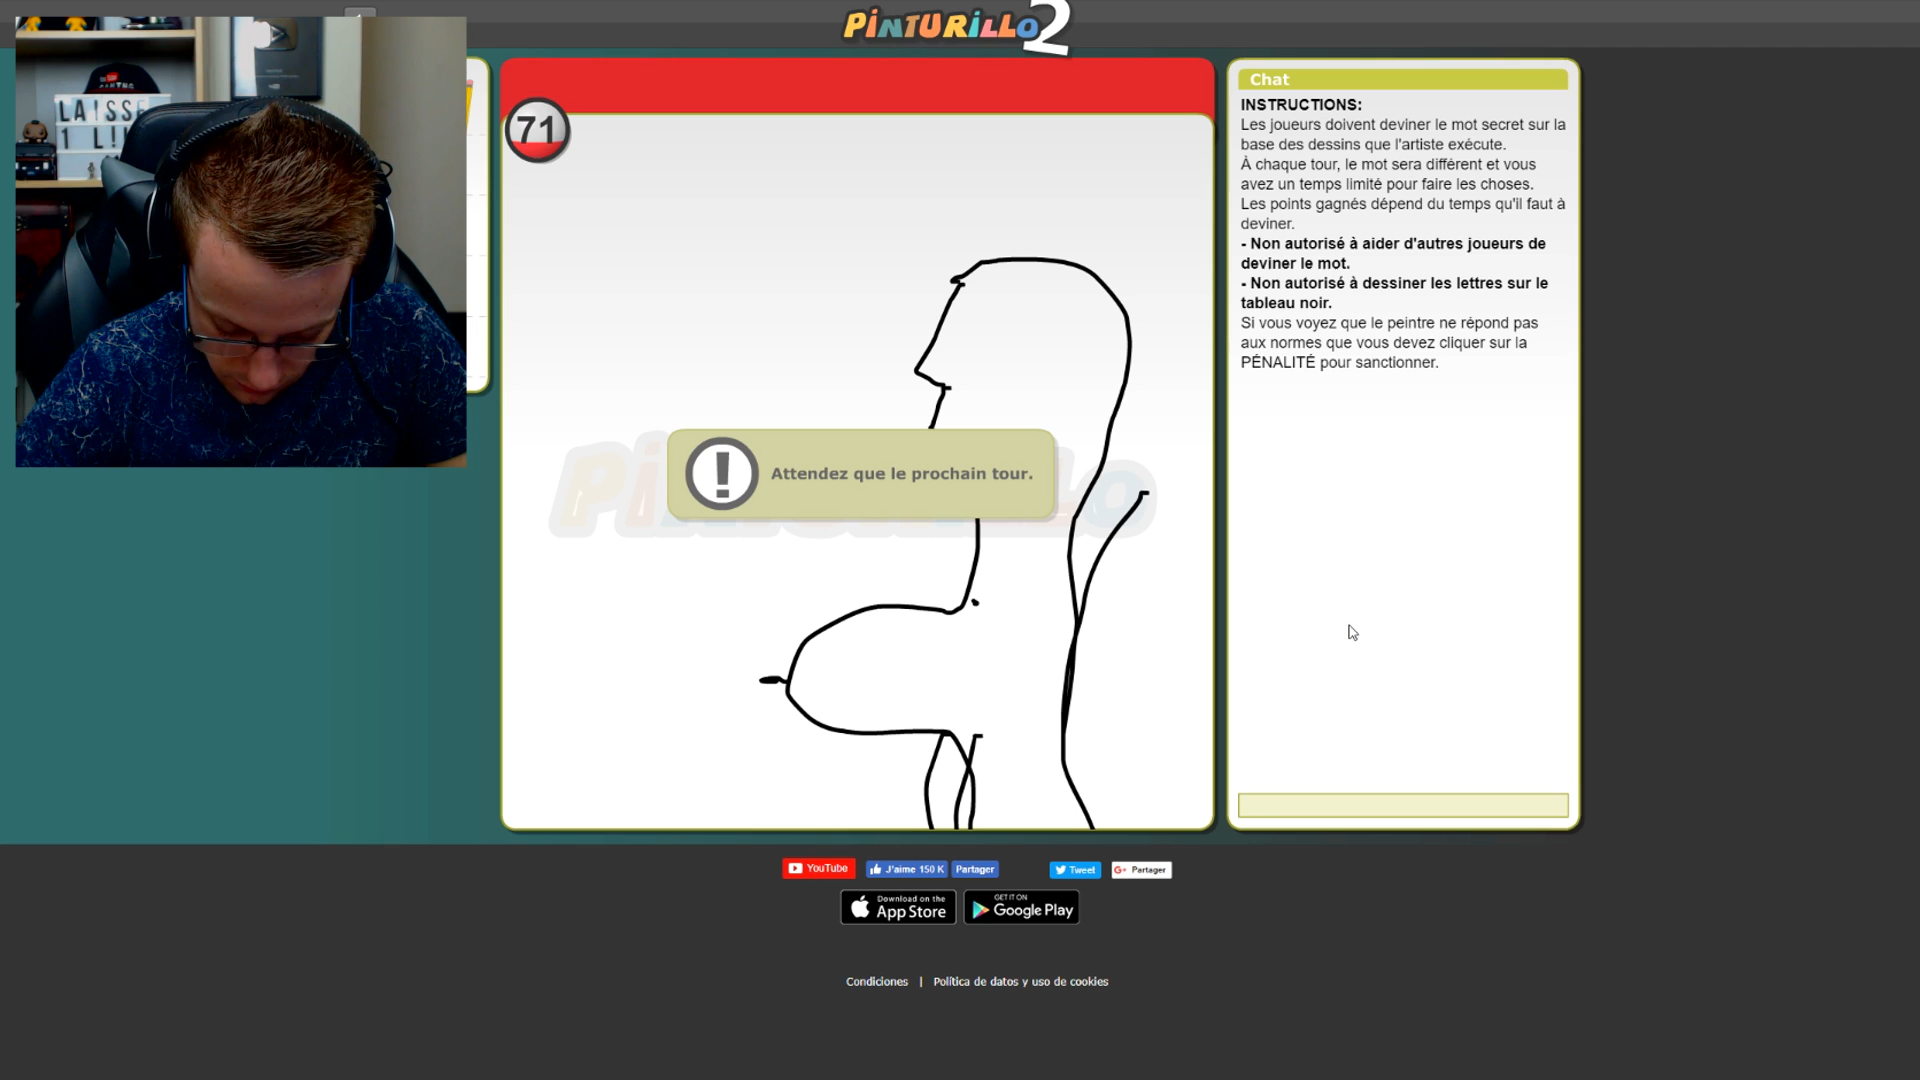 PINTURILLO 2
LAISSE
1 L
71
Attendez que le prochain tour.
Chat
INSTRUCTIONS:
Les joueurs doivent deviner le mot secret sur la
base des dessins que l'artiste exécute.
À chaque tour, le mot sera différent et vous
avez un temps limité pour faire les choses.
Les points gagnés dépend du temps qu'il faut à
deviner.
- Non autorisé à aider d'autres joueurs de
deviner le mot.
- Non autorisé à dessiner les lettres sur le
tableau noir.
Si vous voyez que le peintre ne répond pas
aux normes que vous devez cliquer sur la
PÉNALITÉ pour sanctionner.
YouTube J'aime 150 K Partager Tweet G+ Partager
Download on the
App Store
GET IT ON
Google Play
Condiciones | Política de datos y uso de cookies